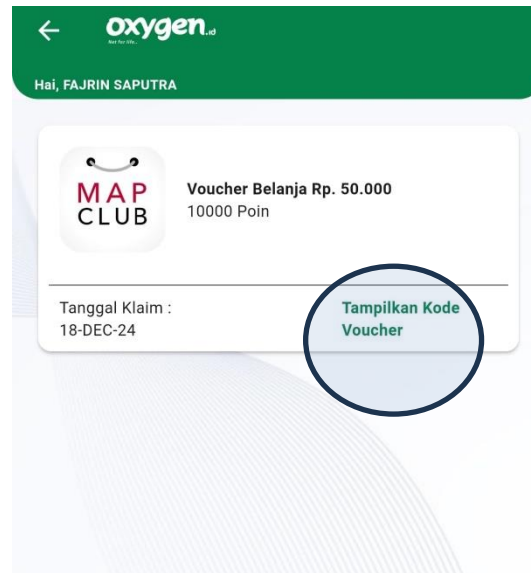 oxygen.id
Hai, FAJRIN SAPUTRA
MAP
CLUB
Voucher Belanja Rp. 50.000
10000 Poin
Tanggal Klaim :
18-DEC-24
Tampilkan Kode
Voucher